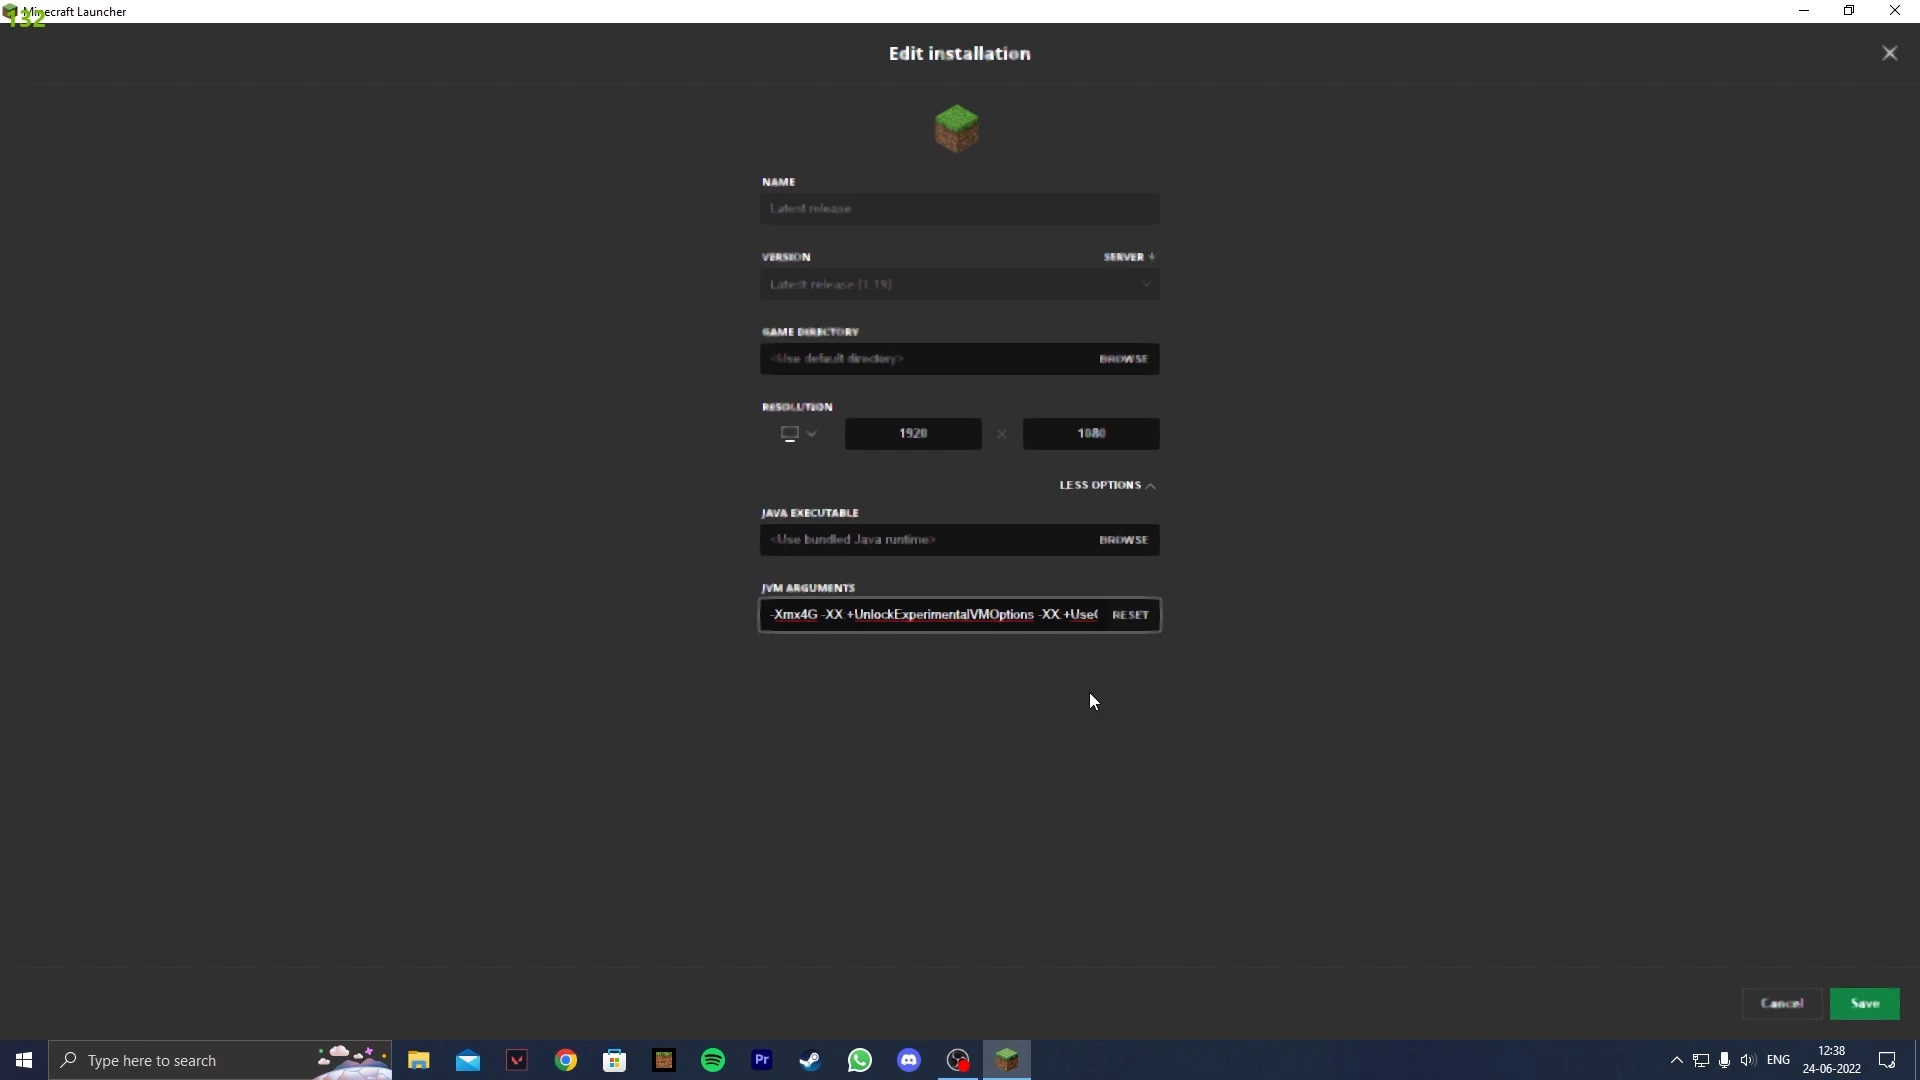 Minecraft Launcher
132
Edit installation
NAME
Latest release
VERSION
SERVER
Latest release (1.19)
GAME DIRECTORY
<Use default directory>
BROWSE
RESOLUTION
1920
1080
LESS OPTIONS
JAVA EXECUTABLE
<Use bundled Java runtime>
BROWSE
JVM ARGUMENTS
-Xmx4G -XX:+UnlockExperimentalVMOptions -XX:+Use
RESET
Cancel
Save
Type here to search
Pr
ENG
12:38
24-06-2022